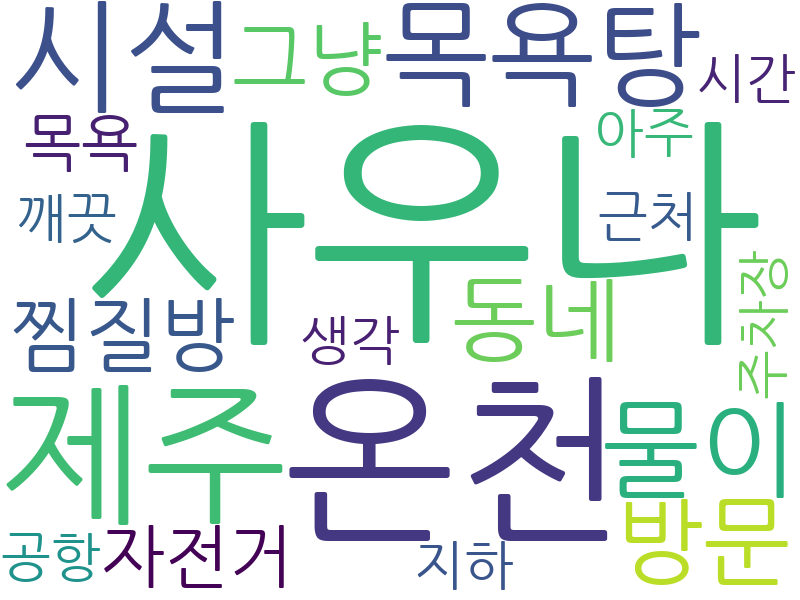 시설
그냥
목욕탕
시간
목욕
사우나
아주
깨끗
근처
찜질방
생각
동네
주차장
제주
온천
물이
방문
공항
자전거
지하